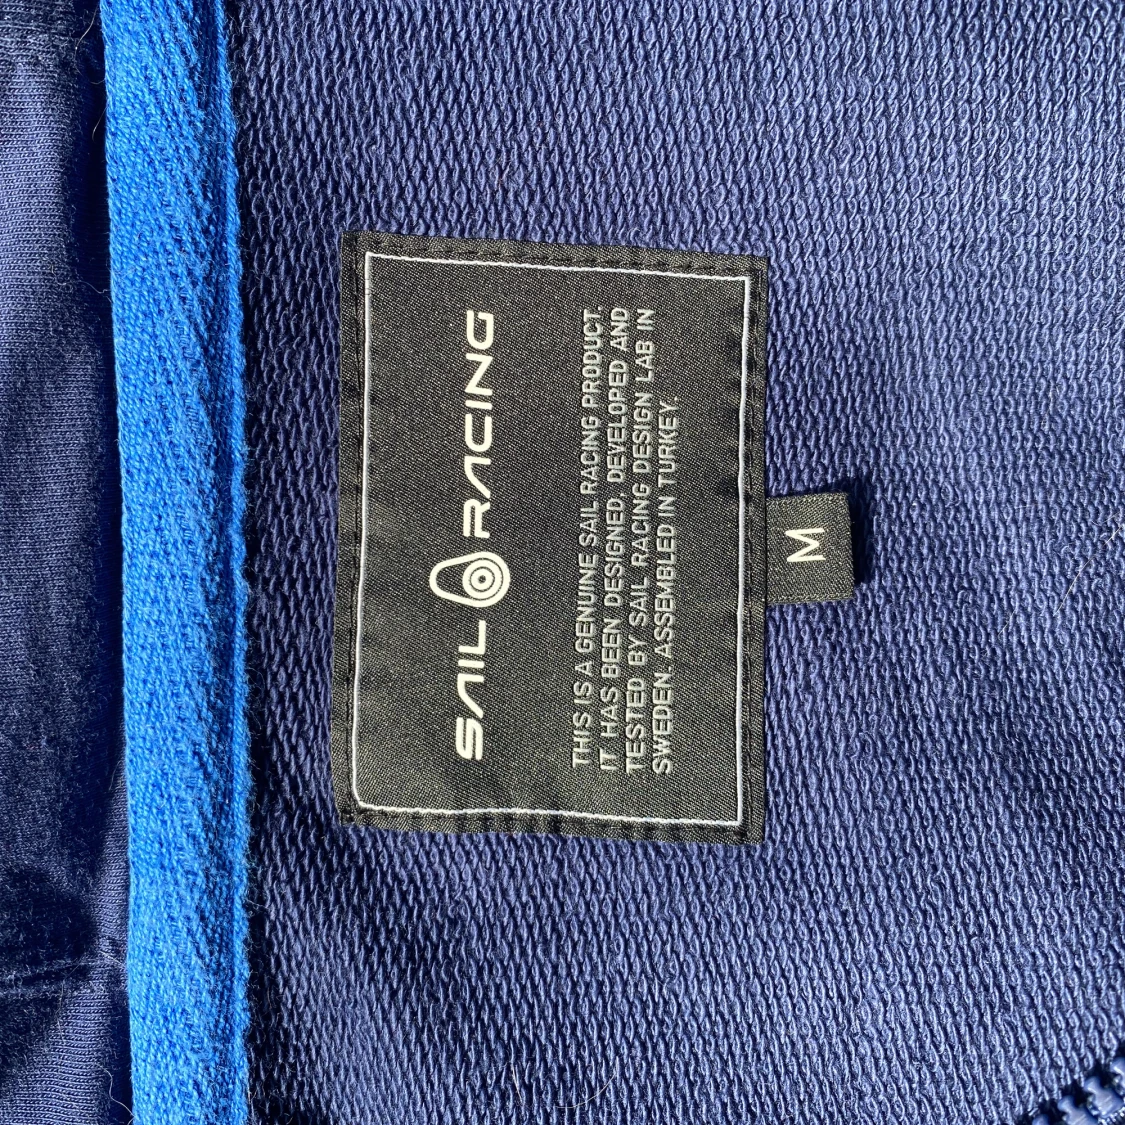 SAIL RACING
THIS IS A GENUINE SAIL RACING PRODUCT.
IT HAS BEEN DESIGNED, DEVELOPED AND
TESTED BY SAIL RACING DESIGN LAB IN
SWEDEN. ASSEMBLED IN TURKEY.
M